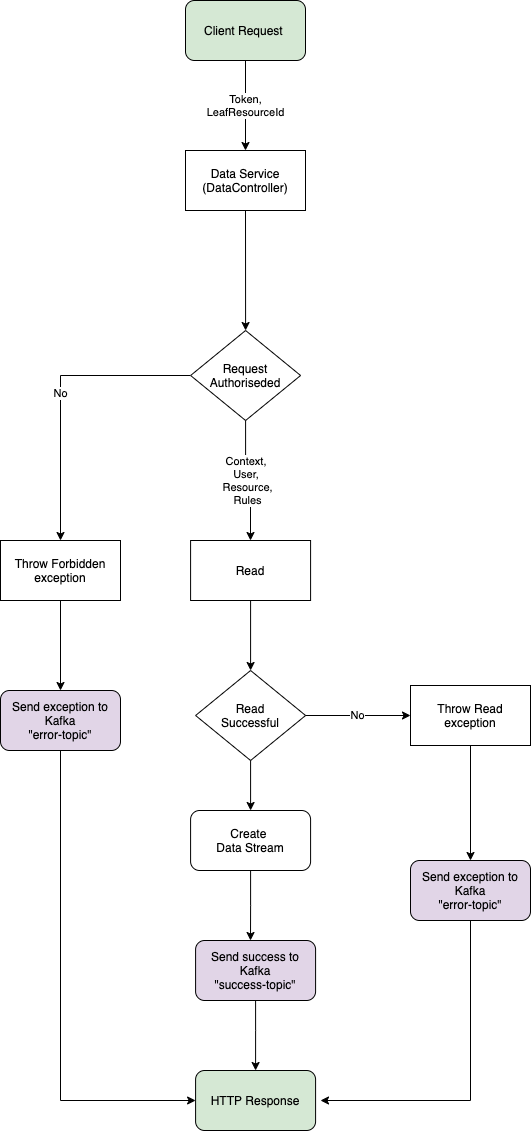 Client Request
Token,
LeafResourceId
Data Service
(DataController)
Request
Authoriseded
No
Context,
User,
Resource,
Rules
Throw Forbidden
exception
Read
Send exception to
Kafka
"error-topic"
Read
Successful
No
Throw Read
exception
Create
Data Stream
Send exception to
Kafka
"error-topic"
Send success to
Kafka
"success-topic"
HTTP Response